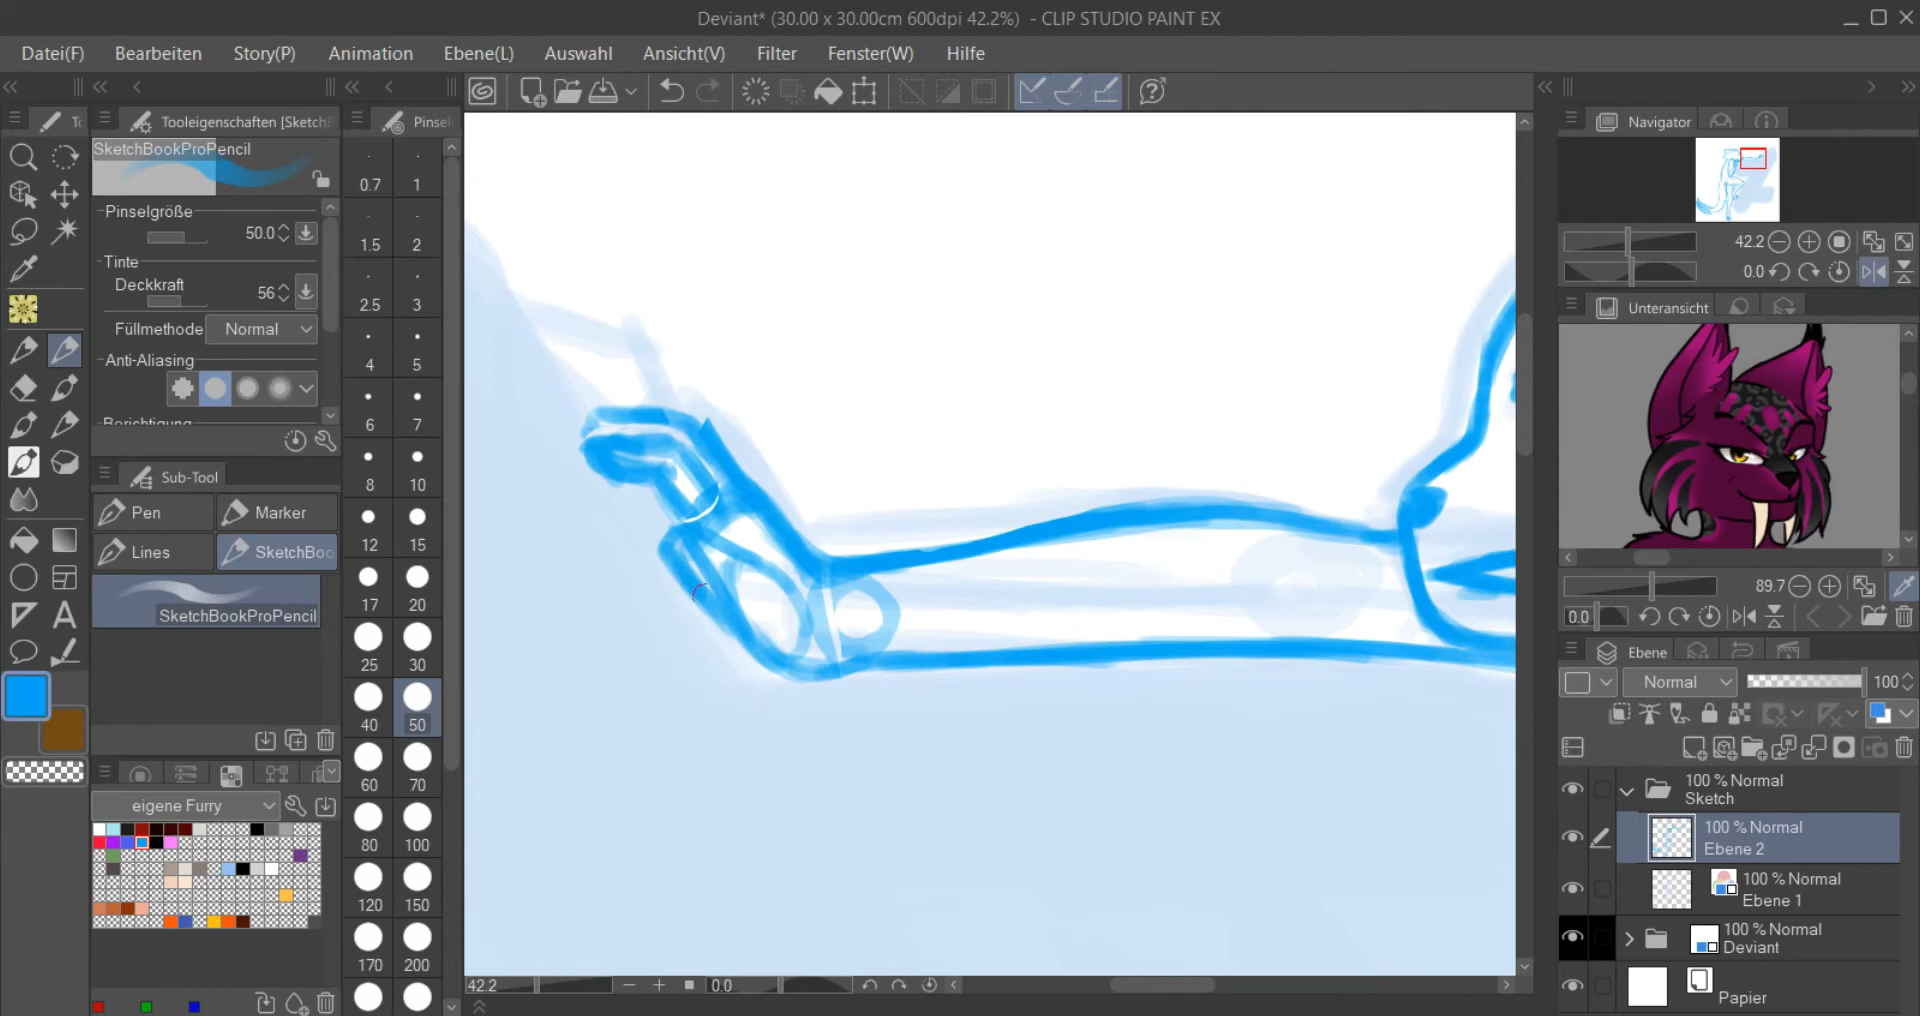 Deviant* (30.00 x 30.00cm 600dpi 42.2%) - CLIP STUDIO PAINT EX
Datei(F) Bearbeiten Story(P) Animation Ebene(L) Auswahl Ansicht(V) Filter Fenster(W) Hilfe
Tooleigenschaften [SketchB
Pinsel
SketchBookProPencil
Pinselgröße
50.0
Tinte
Deckkraft
56
Füllmethode Normal
Anti-Aliasing
Berichtigung
Sub-Tool
Pen Marker
Lines SketchBoo
SketchBookProPencil
eigene Furry
0.7 1
1.5 2
2.5 3
4 5
6 7
8 10
12 15
17 20
25 30
40 50
60 70
80 100
120 150
170 200
42.2
0.0
Navigator
42.2
0.0
Unteransicht
89.7
0.0
Ebene
Normal 100
100 % Normal
Sketch
100 % Normal
Ebene 2
100 % Normal
Ebene 1
100 % Normal
Deviant
Papier